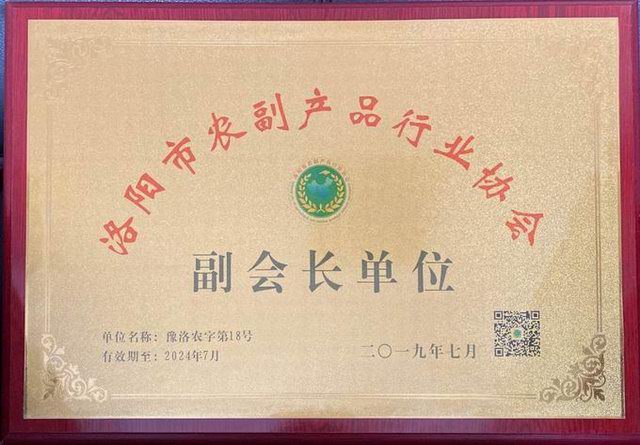 洛阳市农副产品行业协会
副会长单位
单位名称：豫洛农字第18号
有效期至：2024年7月
二〇一九年七月